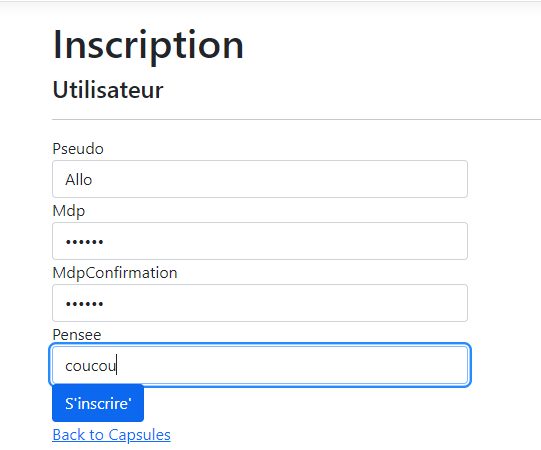 Inscription
Utilisateur
Pseudo
Allo
Mdp
••••••
MdpConfirmation
••••••
Pensee
coucou
S'inscrire'
Back to Capsules